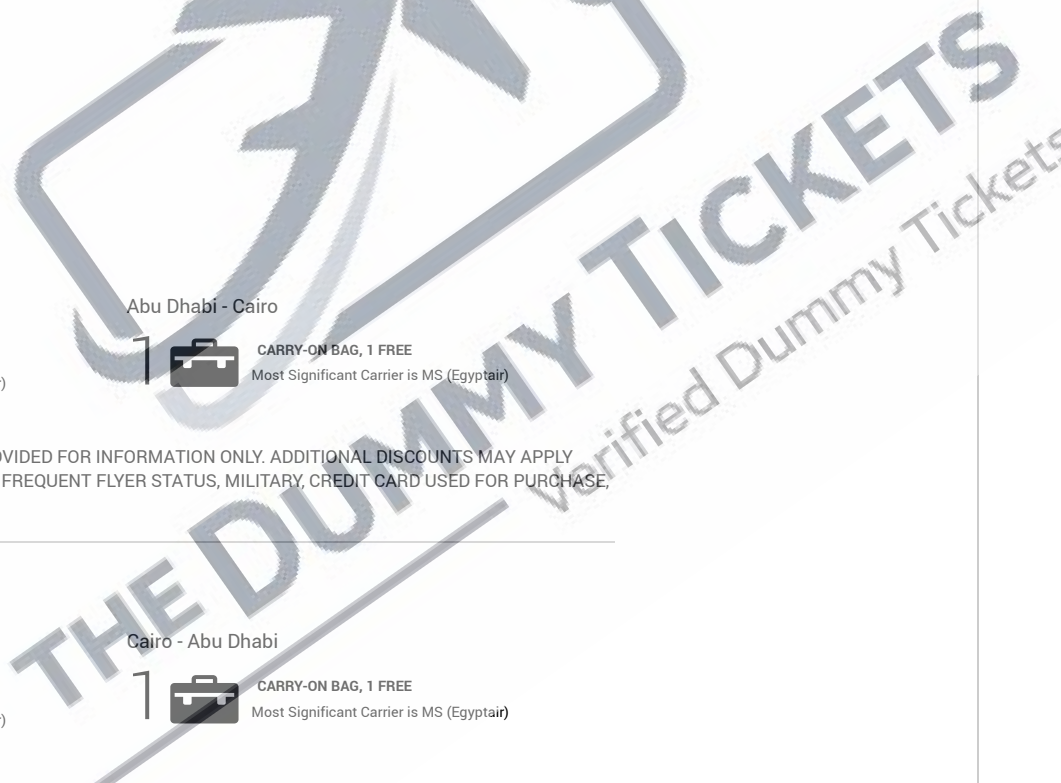 Abu Dhabi - Cairo
1 CARRY-ON BAG, 1 FREE
r) Most Significant Carrier is MS (Egyptair)
OVIDED FOR INFORMATION ONLY. ADDITIONAL DISCOUNTS MAY APPLY
FREQUENT FLYER STATUS, MILITARY, CREDIT CARD USED FOR PURCHASE,
Cairo - Abu Dhabi
1 CARRY-ON BAG, 1 FREE
r) Most Significant Carrier is MS (Egyptair)
THE DUMMY TICKETS
Verified Dummy Tickets